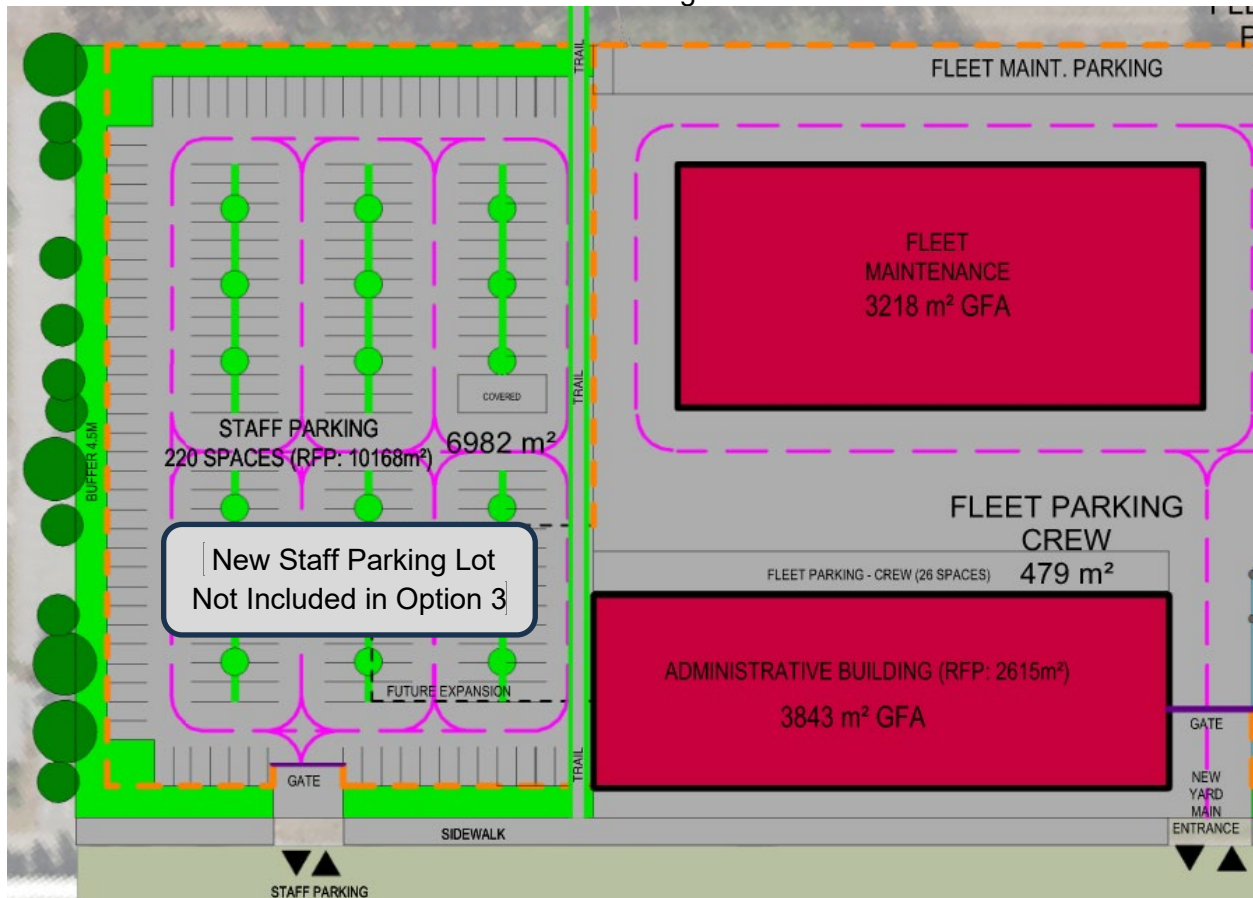 TRAIL
FLEET MAINT. PARKING
FLEET
MAINTENANCE
3218 m² GFA
COVERED
TRAIL
STAFF PARKING
220 SPACES (RFP: 10168m²)
6982 m²
BUFFER 4.5M
New Staff Parking Lot
Not Included in Option 3
FLEET PARKING
CREW
479 m²
FLEET PARKING - CREW (26 SPACES)
ADMINISTRATIVE BUILDING (RFP: 2615m²)
3843 m² GFA
FUTURE EXPANSION
GATE
TRAIL
GATE
NEW
YARD
MAIN
ENTRANCE
SIDEWALK
STAFF PARKING